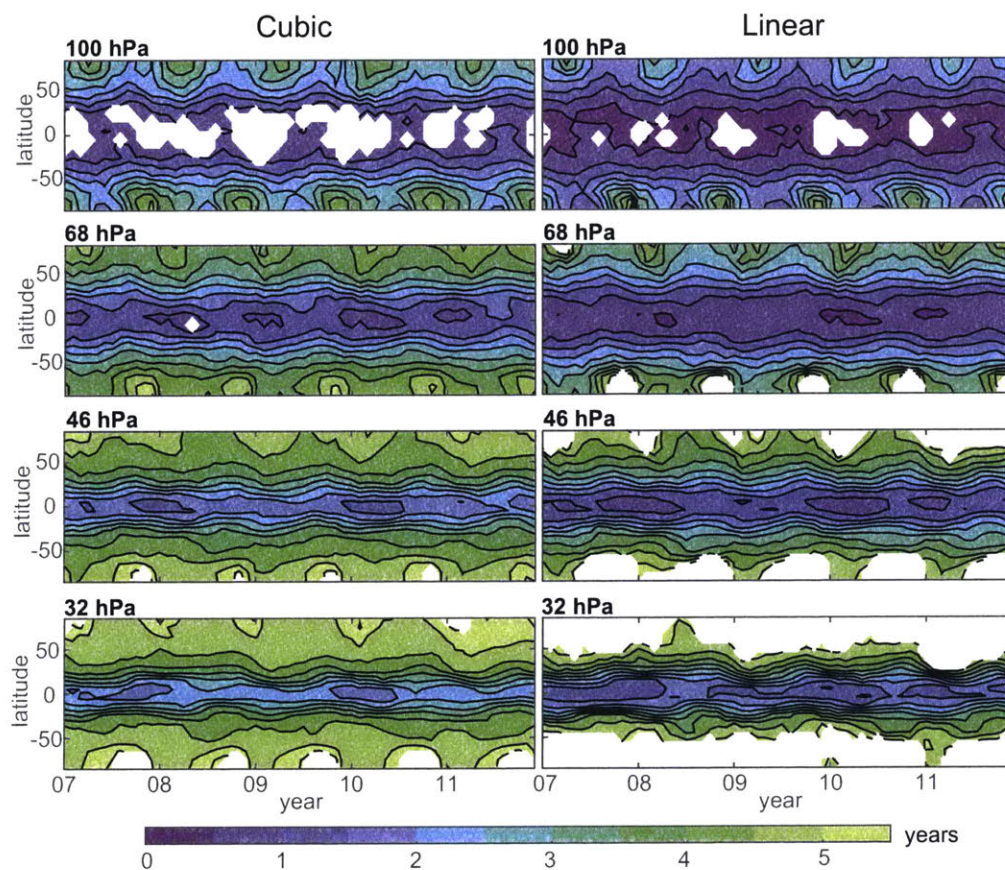 Cubic Linear
100 hPa 100 hPa
latitude
50
0
-50
68 hPa 68 hPa
latitude
50
0
-50
46 hPa 46 hPa
latitude
50
0
-50
32 hPa 32 hPa
latitude
50
0
-50
07 08 09 10 11 07 08 09 10 11
year year
0 1 2 3 4 5 years